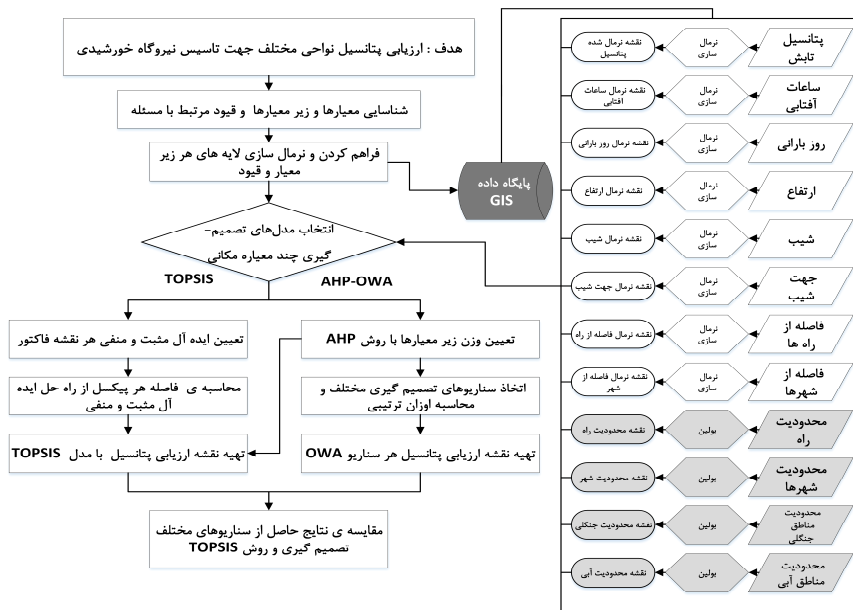 هدف : ارزیابی پتانسیل نواحی مختلف جهت تاسیس نیروگاه خورشیدی
شناسایی معیارها و زیر معیارها و قیود مرتبط با مسئله
فراهم کردن و نرمال سازی لایه های هر زیر
معیار و قیود
پایگاه داده
GIS
انتخاب مدل‌های تصمیم-
گیری چند معیاره مکانی
TOPSIS
AHP-OWA
تعیین وزن زیر معیارها با روش AHP
اتخاذ سناریوهای تصمیم گیری مختلف و
محاسبه اوزان ترتیبی
تهیه نقشه ارزیابی پتانسیل هر سناریو OWA
تعیین ایده آل مثبت و منفی هر نقشه فاکتور
محاسبه ی فاصله هر پیکسل از راه حل ایده
آل مثبت و منفی
تهیه نقشه ارزیابی پتانسیل با مدل TOPSIS
مقایسه ی نتایج حاصل از سناریوهای مختلف
تصمیم گیری و روش TOPSIS
پتانسیل
تابش
نرمال
سازی
نقشه نرمال شده
پتانسیل
ساعات
آفتابی
نرمال
سازی
نقشه نرمال ساعات
افتابی
روز بارانی
نرمال
سازی
نقشه نرمال روز بارانی
ارتفاع
نرمال
سازی
نقشه نرمال ارتفاع
شیب
نرمال
سازی
نقشه نرمال شیب
جهت
شیب
نرمال
سازی
نقشه نرمال جهت شیب
فاصله از
راه ها
نرمال
سازی
نقشه نرمال فاصله از راه
فاصله از
شهرها
نرمال
سازی
نقشه نرمال فاصله از
شهر
محدودیت
راه
بولین
نقشه محدودیت راه
محدودیت
شهرها
بولین
نقشه محدودیت شهر
محدودیت
مناطق
جنگلی
بولین
نقشه محدودیت جنگلی
محدودیت
مناطق آبی
بولین
نقشه محدودیت آبی